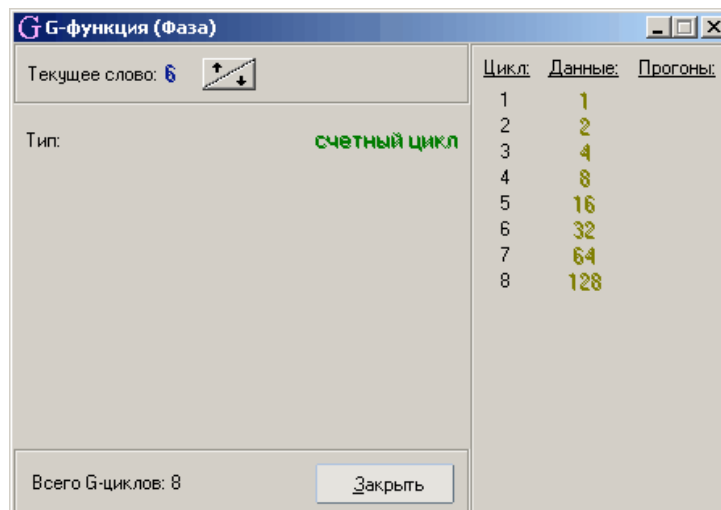 G G-функция (Фаза)
Текущее слово: 6
Тип: счетный цикл
Всего G-циклов: 8 Закрыть
Цикл: Данные: Прогоны:
1 1
2 2
3 4
4 8
5 16
6 32
7 64
8 128